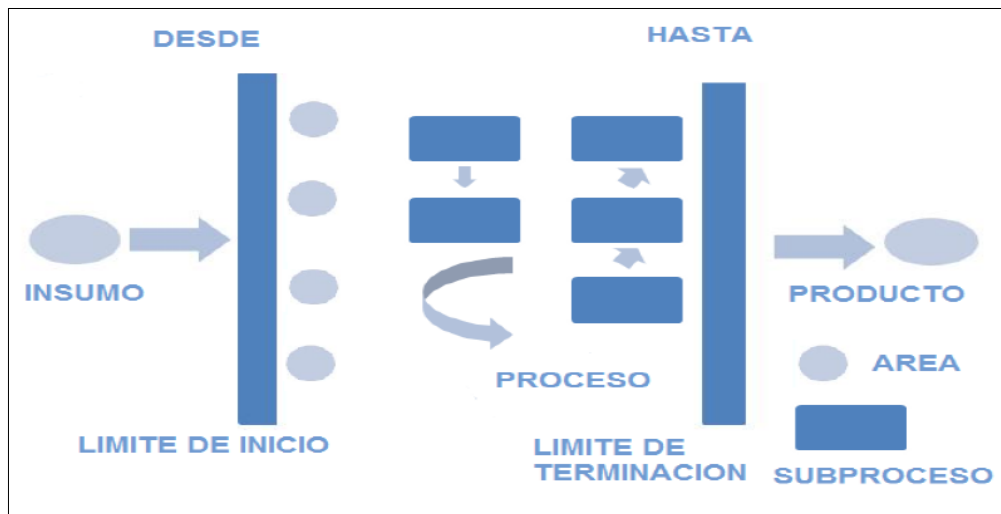 DESDE
HASTA
INSUMO
PRODUCTO
PROCESO
AREA
LIMITE DE INICIO
LIMITE DE
TERMINACION
SUBPROCESO